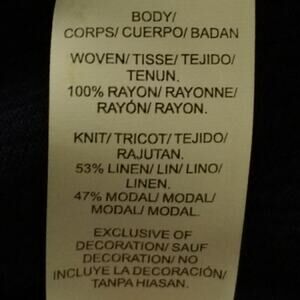 BODY/
CORPS/ CUERPO/ BADAN
WOVEN/ TISSE/ TEJIDO/
TENUN.
100% RAYON/ RAYONNE/
RAYÓN/ RAYON.
KNIT/ TRICOT/ TEJIDO/
RAJUTAN.
53% LINEN/ LIN/ LINO/
LINEN.
47% MODAL/ MODAL/
MODAL/ MODAL.
EXCLUSIVE OF
DECORATION/ SAUF
DECORATION/ NO
INCLUYE LA DECORACIÓN/
TANPA HIASAN.